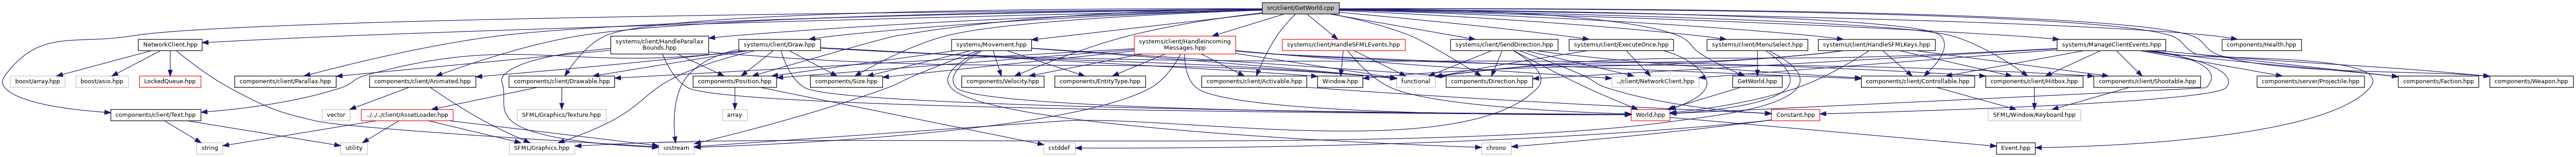 src/client/GetWorld.cpp
NetworkClient.hpp
systems/client/HandleParallax
Bounds.hpp
systems/client/Draw.hpp
systems/Movement.hpp
systems/client/HandleIncoming
Messages.hpp
systems/client/HandleSFMLEvents.hpp
systems/client/SendDirection.hpp
systems/client/ExecuteOnce.hpp
systems/client/MenuSelect.hpp
systems/client/HandleSFMLKeys.hpp
systems/ManageClientEvents.hpp
components/Health.hpp
boost/array.hpp
boost/asio.hpp
LockedQueue.hpp
components/client/Parallax.hpp
components/client/Animated.hpp
components/client/Drawable.hpp
components/Position.hpp
components/Size.hpp
components/Velocity.hpp
components/EntityType.hpp
components/client/Activable.hpp
Window.hpp
functional
components/Direction.hpp
../client/NetworkClient.hpp
GetWorld.hpp
components/client/Controllable.hpp
components/client/Hitbox.hpp
components/client/Shootable.hpp
components/server/Projectile.hpp
components/Faction.hpp
components/Weapon.hpp
components/client/Text.hpp
vector
../../../client/AssetLoader.hpp
SFML/Graphics/Texture.hpp
array
World.hpp
Constant.hpp
SFML/Window/Keyboard.hpp
string
utility
SFML/Graphics.hpp
iostream
cstddef
chrono
Event.hpp